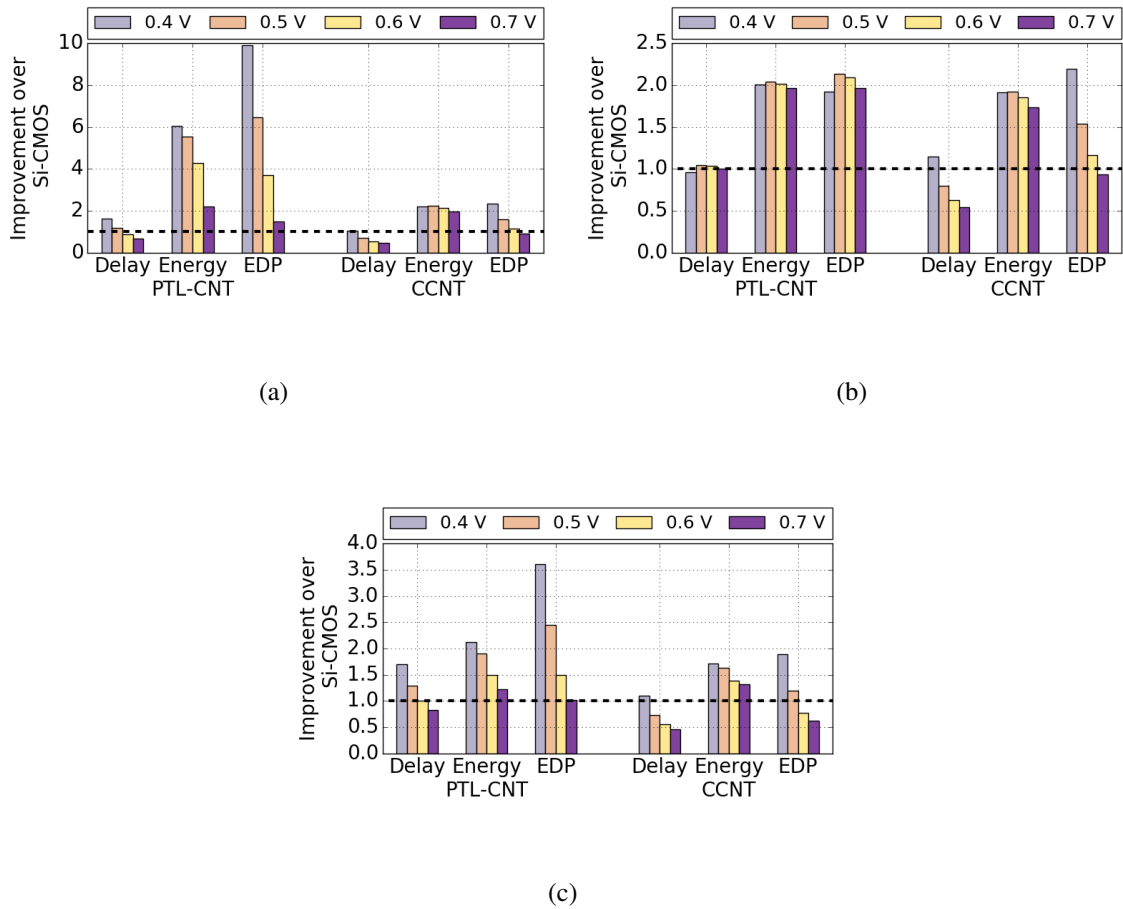 0.4 V 0.5 V 0.6 V 0.7 V
Improvement over
Si-CMOS
10
8
6
4
2
0
Delay Energy EDP Delay Energy EDP
PTL-CNT CCNT
(a)
0.4 V 0.5 V 0.6 V 0.7 V
Improvement over
Si-CMOS
2.5
2.0
1.5
1.0
0.5
0.0
Delay Energy EDP Delay Energy EDP
PTL-CNT CCNT
(b)
0.4 V 0.5 V 0.6 V 0.7 V
Improvement over
Si-CMOS
4.0
3.5
3.0
2.5
2.0
1.5
1.0
0.5
0.0
Delay Energy EDP Delay Energy EDP
PTL-CNT CCNT
(c)